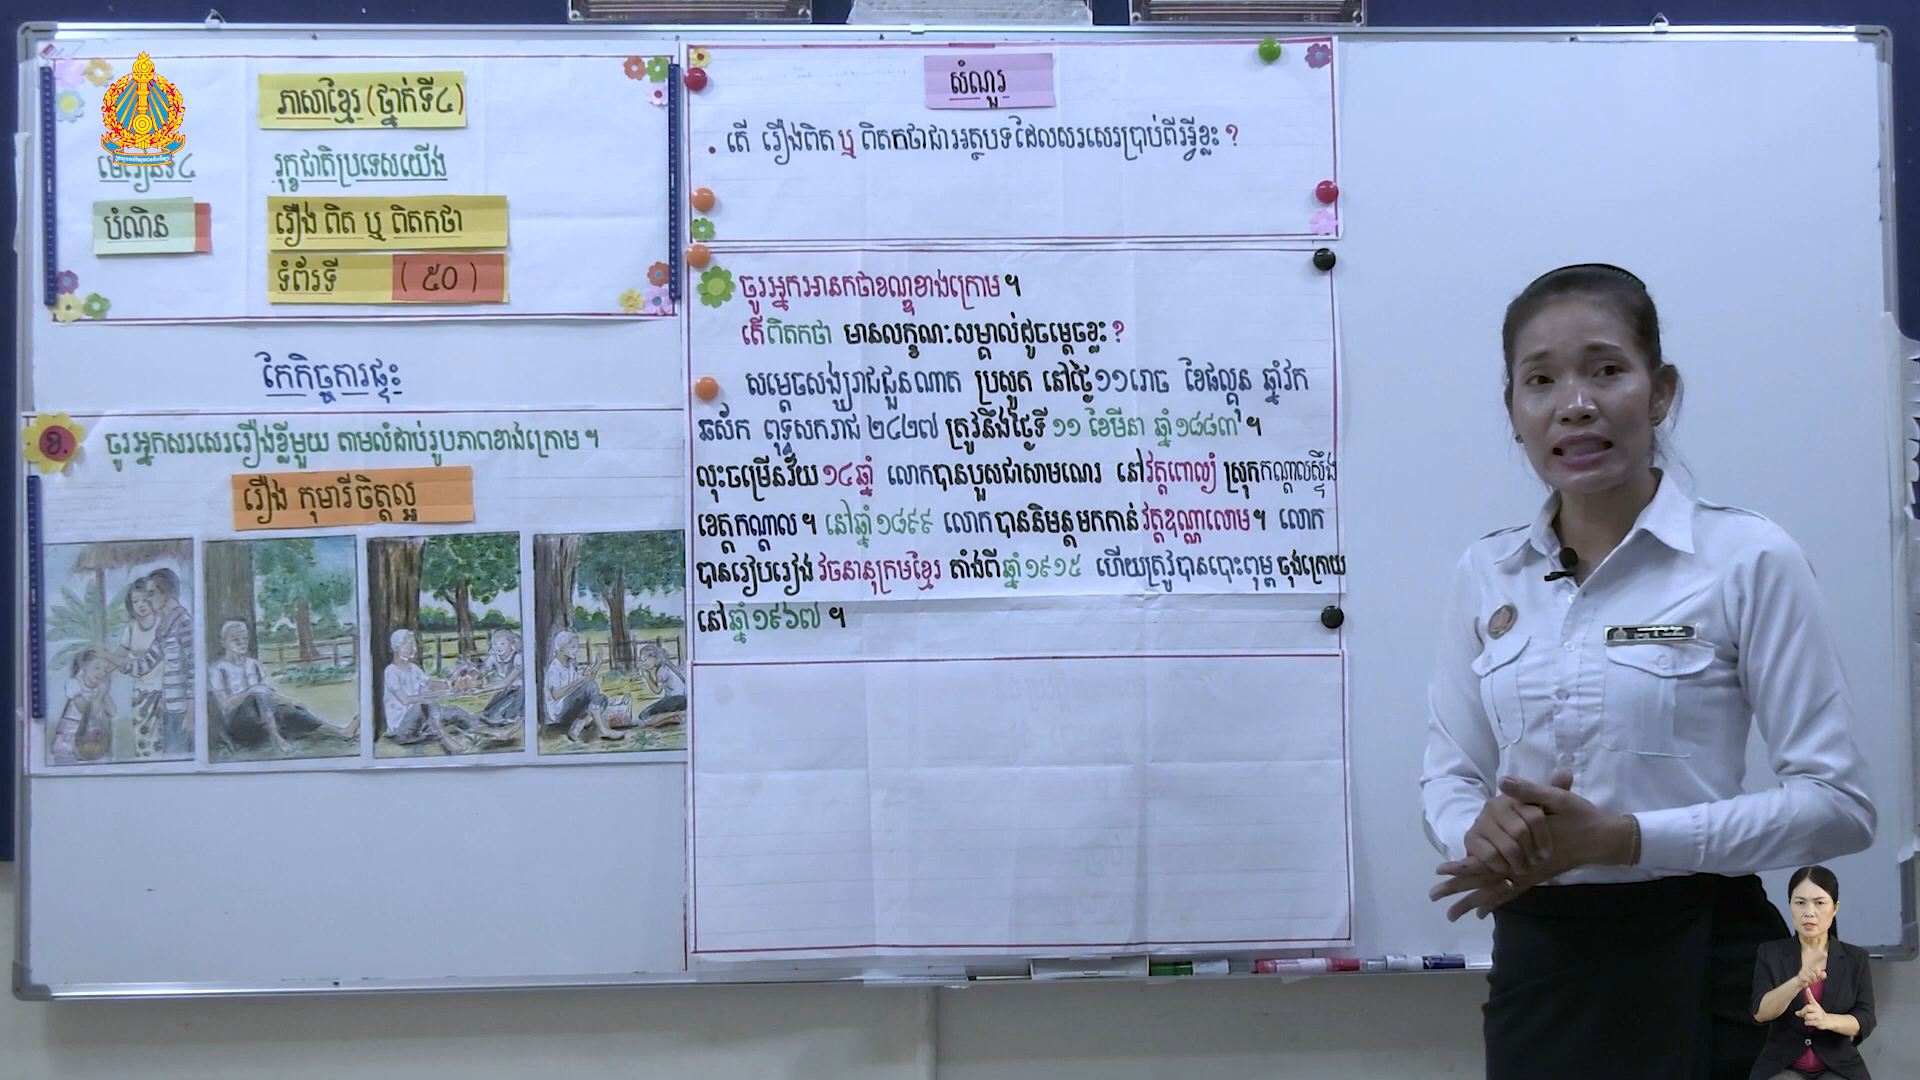 ភាសាខ្មែរ (ថ្នាក់ទី៤)
មេរៀនទី៤
រុក្ខជាតិប្រទេសយើង
បំណិន
រឿង ពិត ឬ ពិតកថា
ទំព័រទី ( ៥០ )
កែកិច្ចការផ្ទះ
ខ.
ចូរអ្នកសរសេររឿងខ្លីមួយ តាមលំដាប់រូបភាពខាងក្រោម ។
រឿង កុមារីចិត្តល្អ
សំណួរ
. តើ រឿងពិត ឬ ពិតកថាជាអត្ថបទដែលសរសេរប្រាប់ពីអ្វីខ្លះ ?
ចូរអ្នកអានកថាខណ្ឌខាងក្រោម ។
តើពិតកថា មានលក្ខណៈសម្គាល់ដូចម្ដេចខ្លះ ?
សម្ដេចសង្ឃរាជជួនណាត ប្រសូត នៅថ្ងៃ១១រោច ខែផល្គុន ឆ្នាំវក
ឆស័ក ពុទ្ធសករាជ ២៤២៧ ត្រូវនឹងថ្ងៃទី ១១ ខែមីនា ឆ្នាំ១៨៨៣ ។
លុះចម្រើនវ័យ ១៤ឆ្នាំ លោកបានបួសជាសាមណេរ នៅវត្តពោល្យំ ស្រុកកណ្ដាលស្ទឹង
ខេត្តកណ្ដាល ។ នៅឆ្នាំ ១៨៩៩ លោកបាននិមន្តមកកាន់ វត្តឧណ្ណាលោម ។ លោក
បានរៀបរៀង វចនានុក្រមខ្មែរ តាំងពីឆ្នាំ ១៩១៥ ហើយត្រូវបានបោះពុម្ព ចុងក្រោយ
នៅឆ្នាំ ១៩៦៧ ។